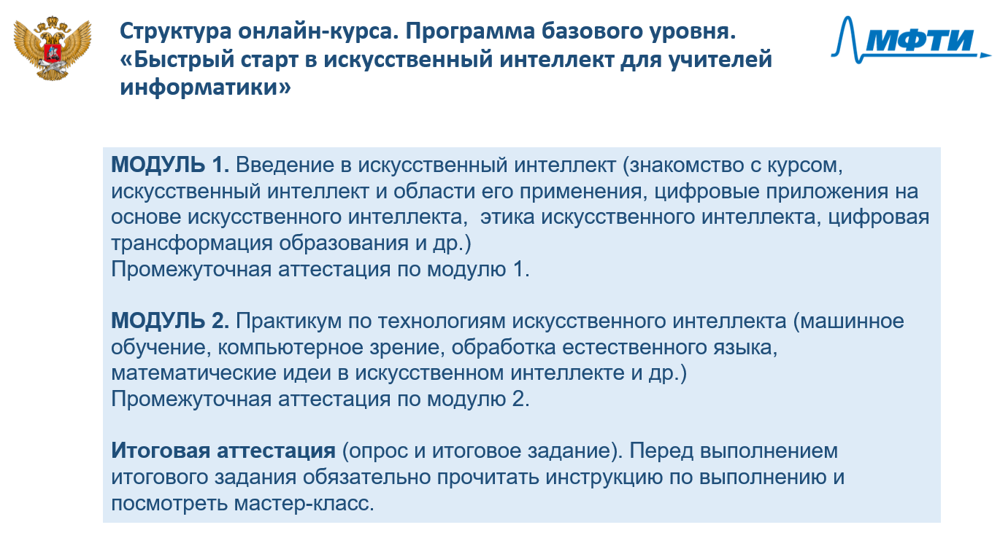 Структура онлайн-курса. Программа базового уровня.
«Быстрый старт в искусственный интеллект для учителей
информатики»
МФТИ
МОДУЛЬ 1. Введение в искусственный интеллект (знакомство с курсом,
искусственный интеллект и области его применения, цифровые приложения на
основе искусственного интеллекта,  этика искусственного интеллекта, цифровая
трансформация образования и др.)
Промежуточная аттестация по модулю 1.
МОДУЛЬ 2. Практикум по технологиям искусственного интеллекта (машинное
обучение, компьютерное зрение, обработка естественного языка,
математические идеи в искусственном интеллекте и др.)
Промежуточная аттестация по модулю 2.
Итоговая аттестация (опрос и итоговое задание). Перед выполнением
итогового задания обязательно прочитать инструкцию по выполнению и
посмотреть мастер-класс.